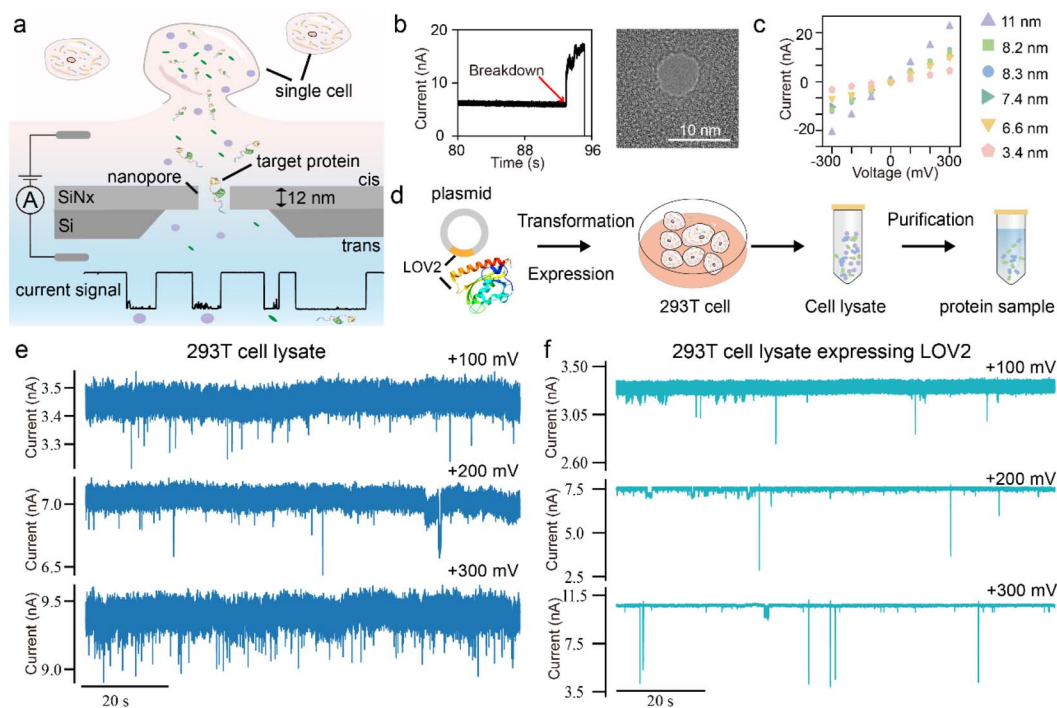 a
single cell
target protein
nanopore
cis
A
SiNx
12 nm
Si
trans
current signal
b
Current (nA)
20
10
0
Breakdown
80
88
96
Time (s)
10 nm
c
Current (nA)
20
10
0
10
20
-300
-150
0
150
300
Voltage (mV)
11 nm
8.2 nm
8.3 nm
7.4 nm
6.6 nm
3.4 nm
d
plasmid
LOV2
Transformation
Expression
293T cell
Cell lysate
Purification
protein sample
e
293T cell lysate
+100 mV
Current (nA)
3.5
3.4
3.2
+200 mV
Current (nA)
7.0
6.5
+300 mV
Current (nA)
9.5
9.0
20 s
f
293T cell lysate expressing LOV2
+100 mV
Current (nA)
3.50
3.05
2.60
+200 mV
Current (nA)
7.5
5.0
2.5
+300 mV
Current (nA)
11.5
7.5
3.5
20 s